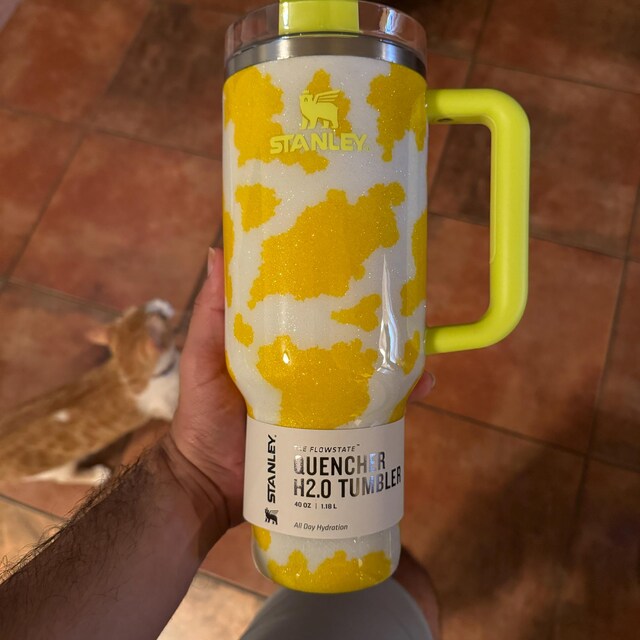 STANLEY.
STANLEY.
THE FLOWSTATE™
QUENCHER
H2.0 TUMBLER
40 OZ | 1.18 L
All Day Hydration